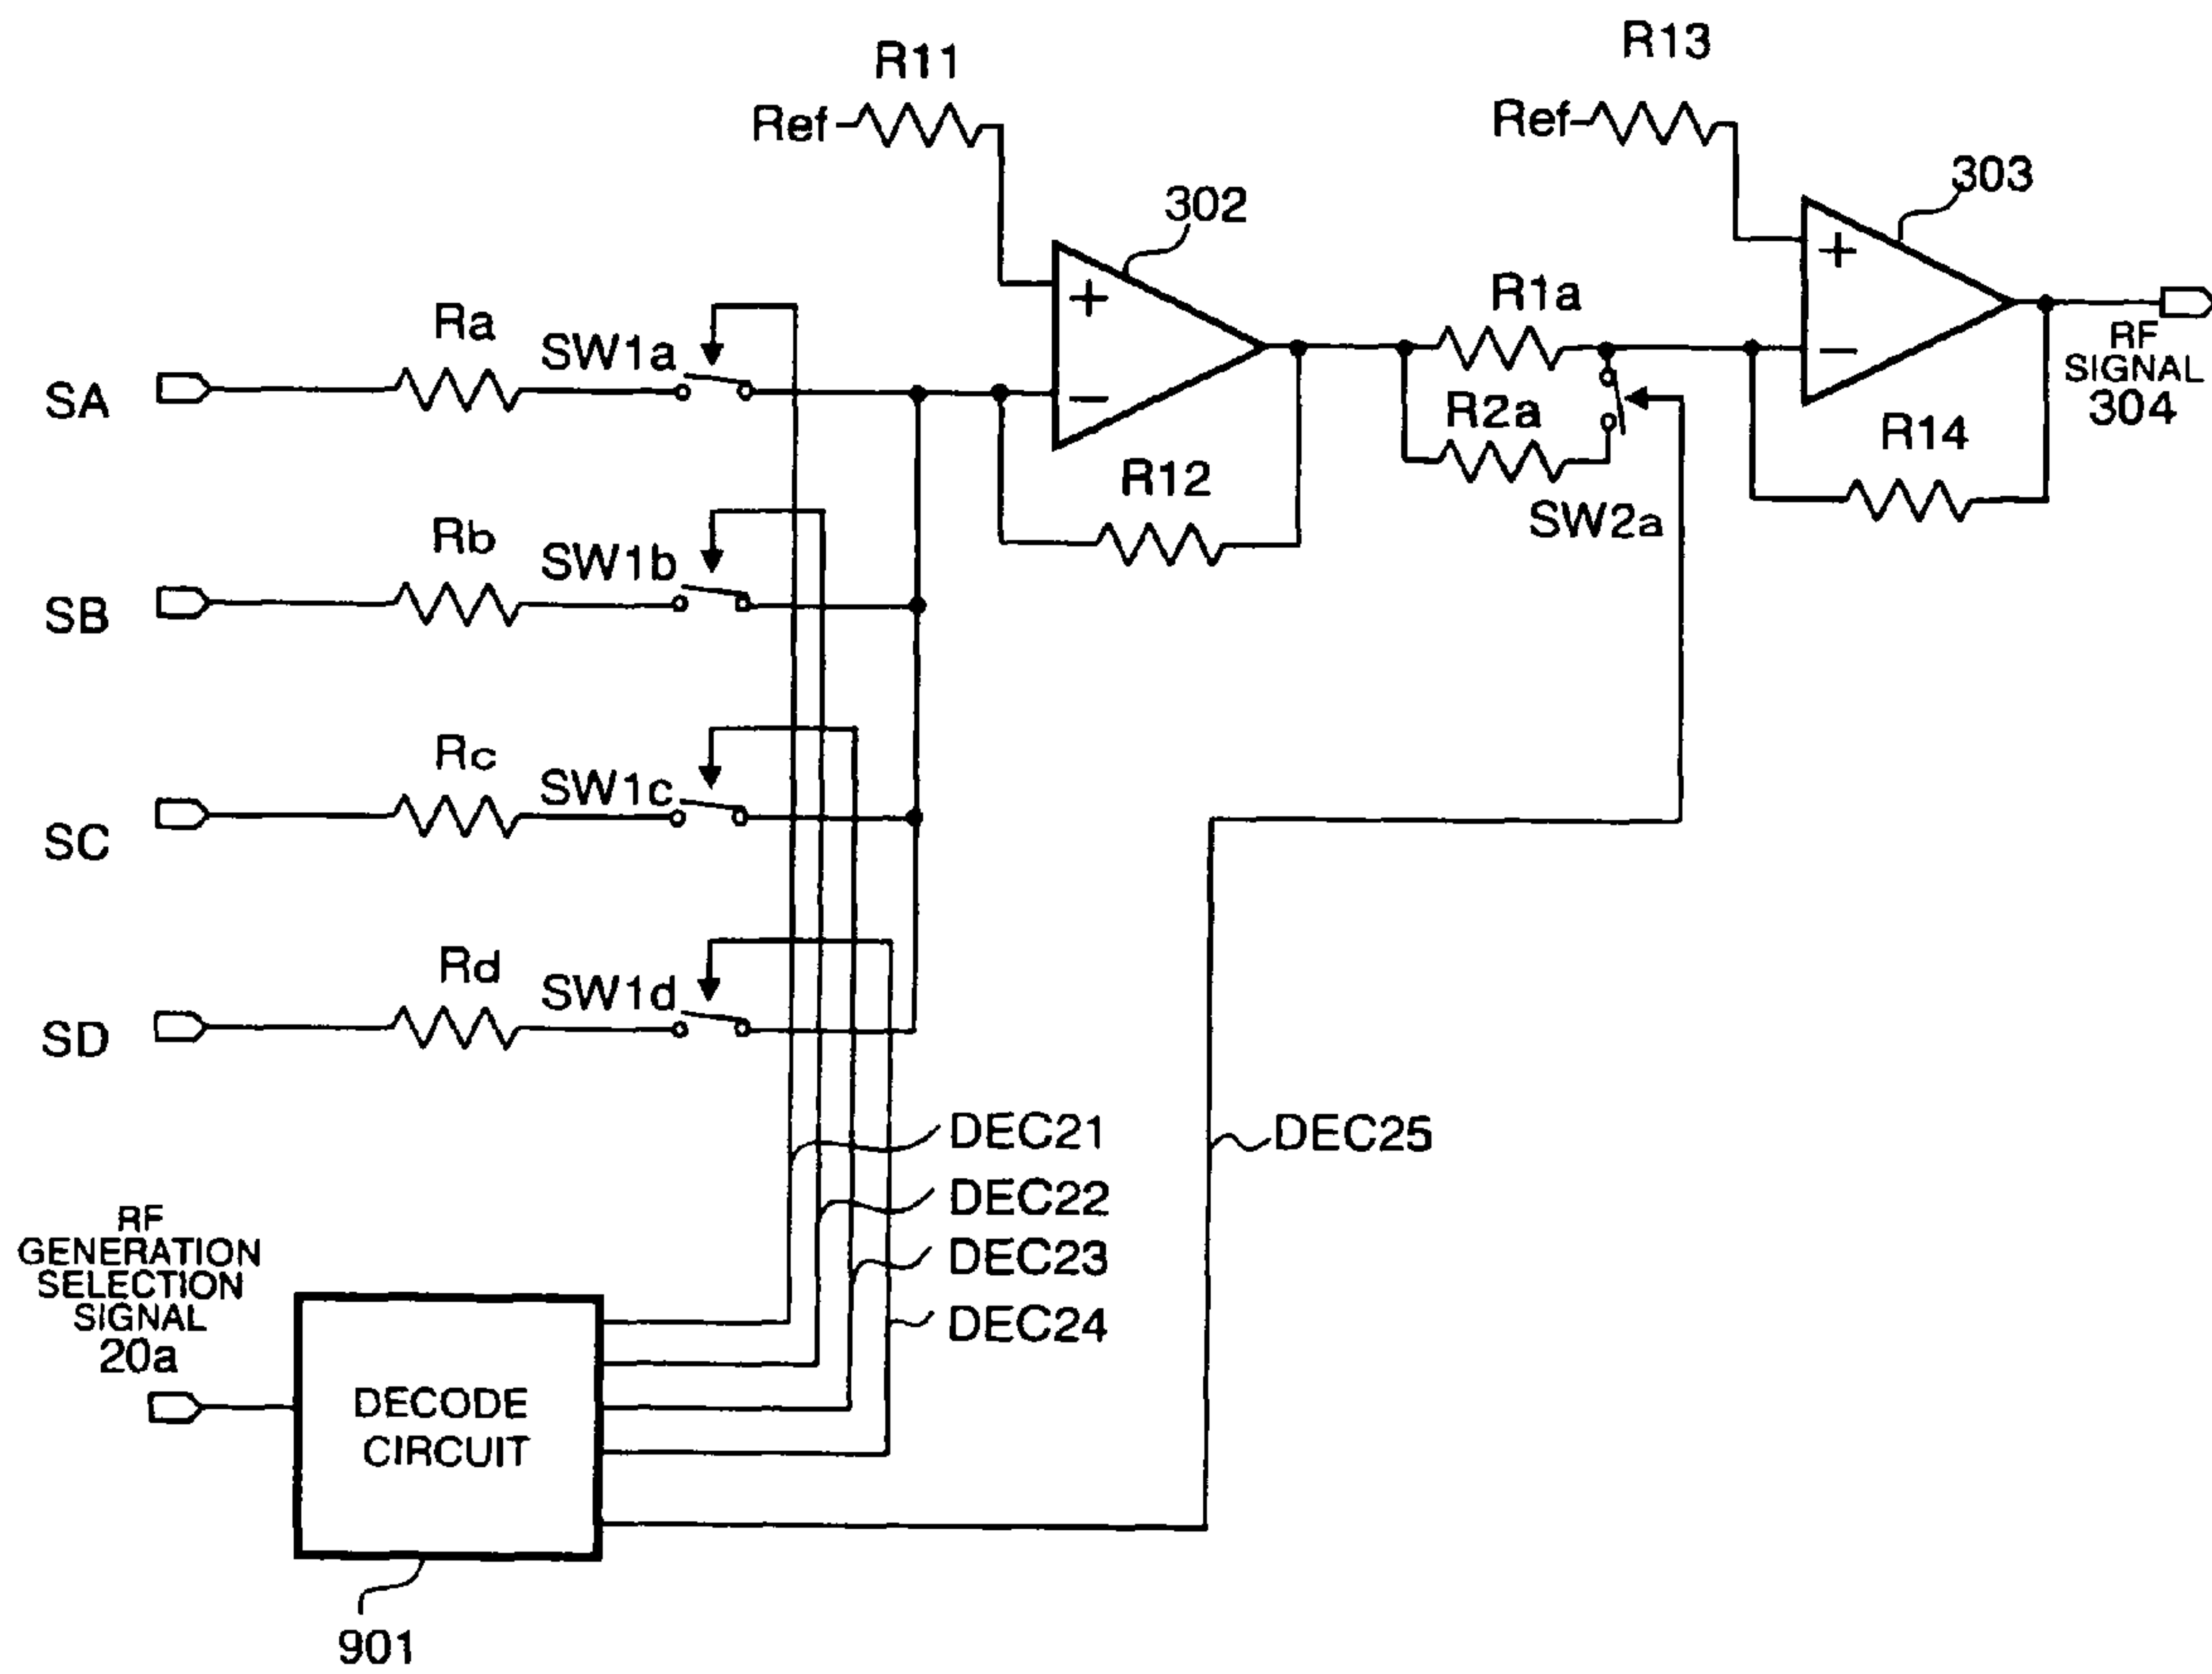 R11
R13
Ref
Ref
302
303
Ra
SW1a
SA
R1a
RF
SIGNAL
304
R2a
R14
R12
SW2a
Rb
SW1b
SB
Rc
SW1c
SC
Rd
SW1d
SD
DEC21
DEC25
DEC22
DEC23
DEC24
RF
GENERATION
SELECTION
SIGNAL
20a
DECODE
CIRCUIT
901
+
−
+
−